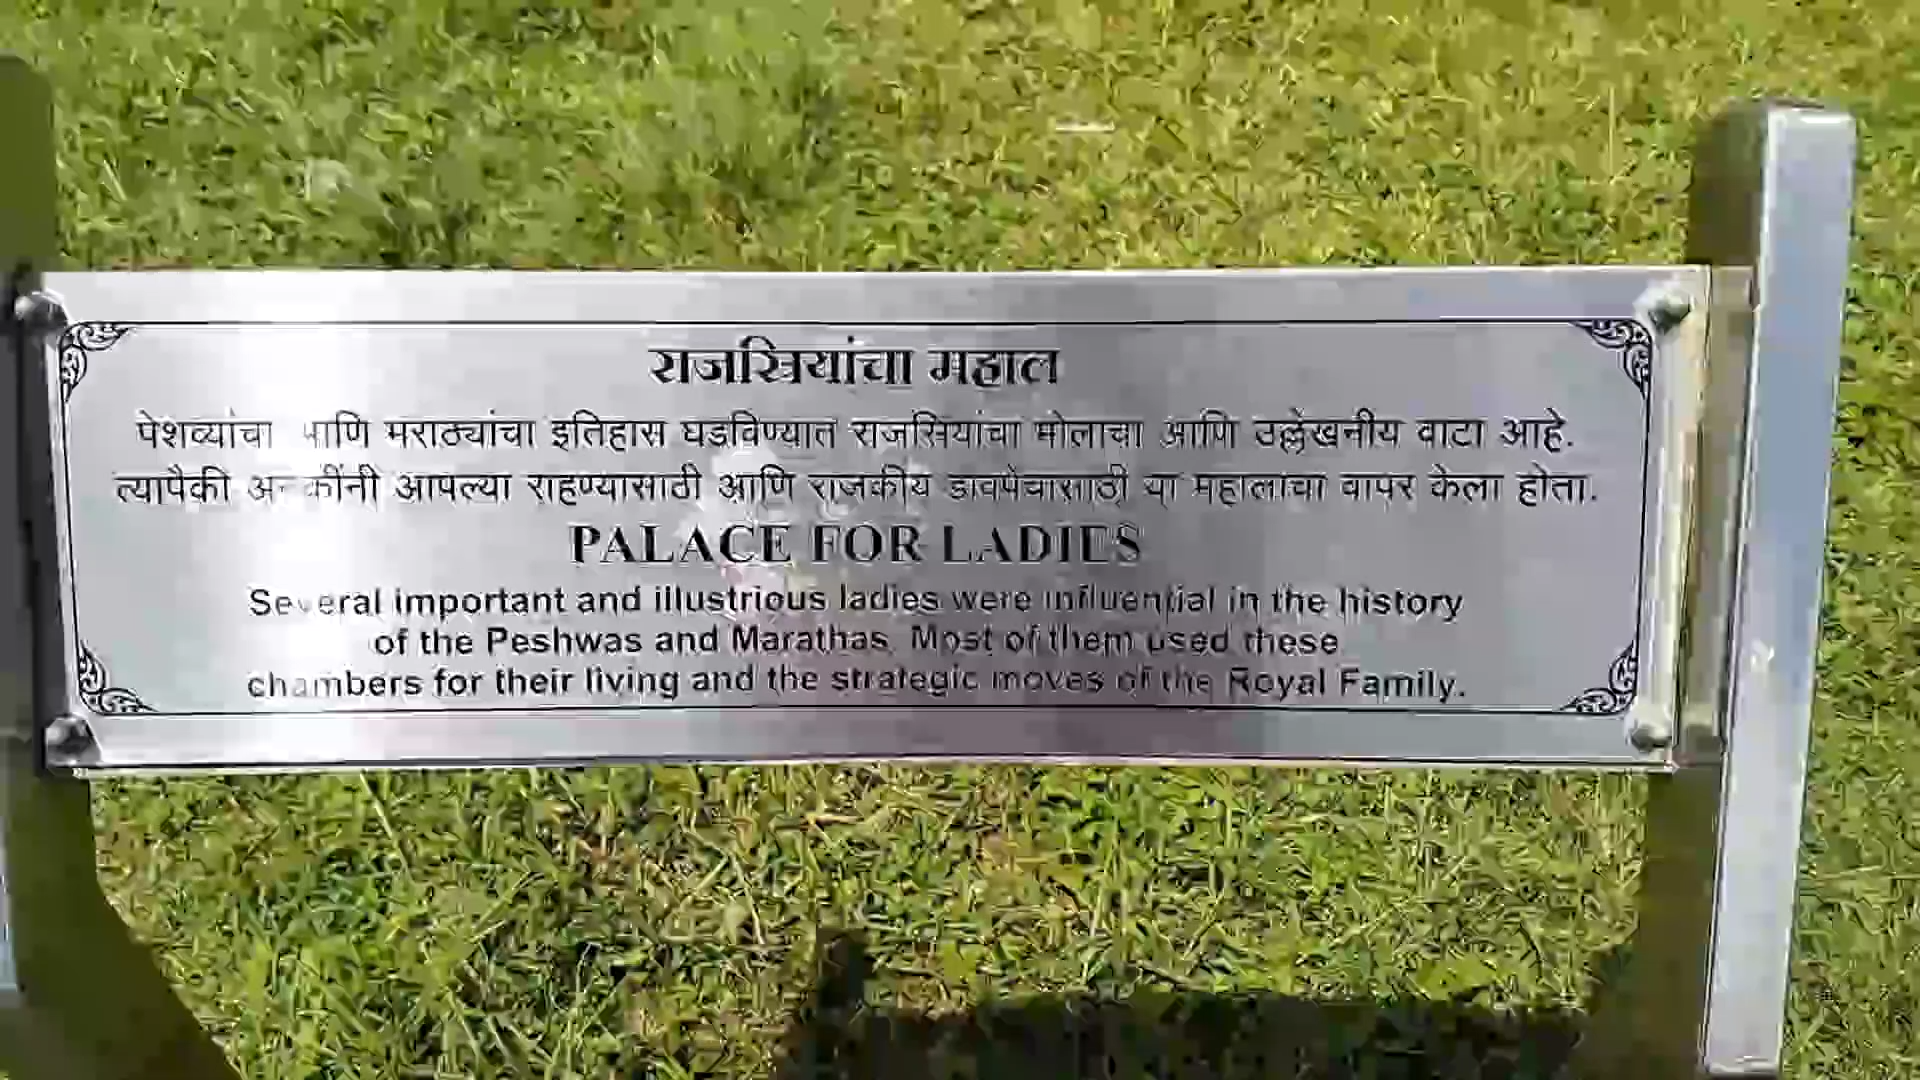 राजस्त्रियांचा महाल
पेशव्यांचा आणि मराठ्यांचा इतिहास घडविण्यात राजस्त्रियांचा मोलाचा आणि उल्लेखनीय वाटा आहे.
त्यापैकी अनेकींनी आपल्या राहण्यासाठी आणि राजकीय डावपेचासाठी या महालांचा वापर केला होता.
PALACE FOR LADIES
Several important and illustrious ladies were influential in the history
of the Peshwas and Marathas. Most of them used these
chambers for their living and the strategic moves of the Royal Family.